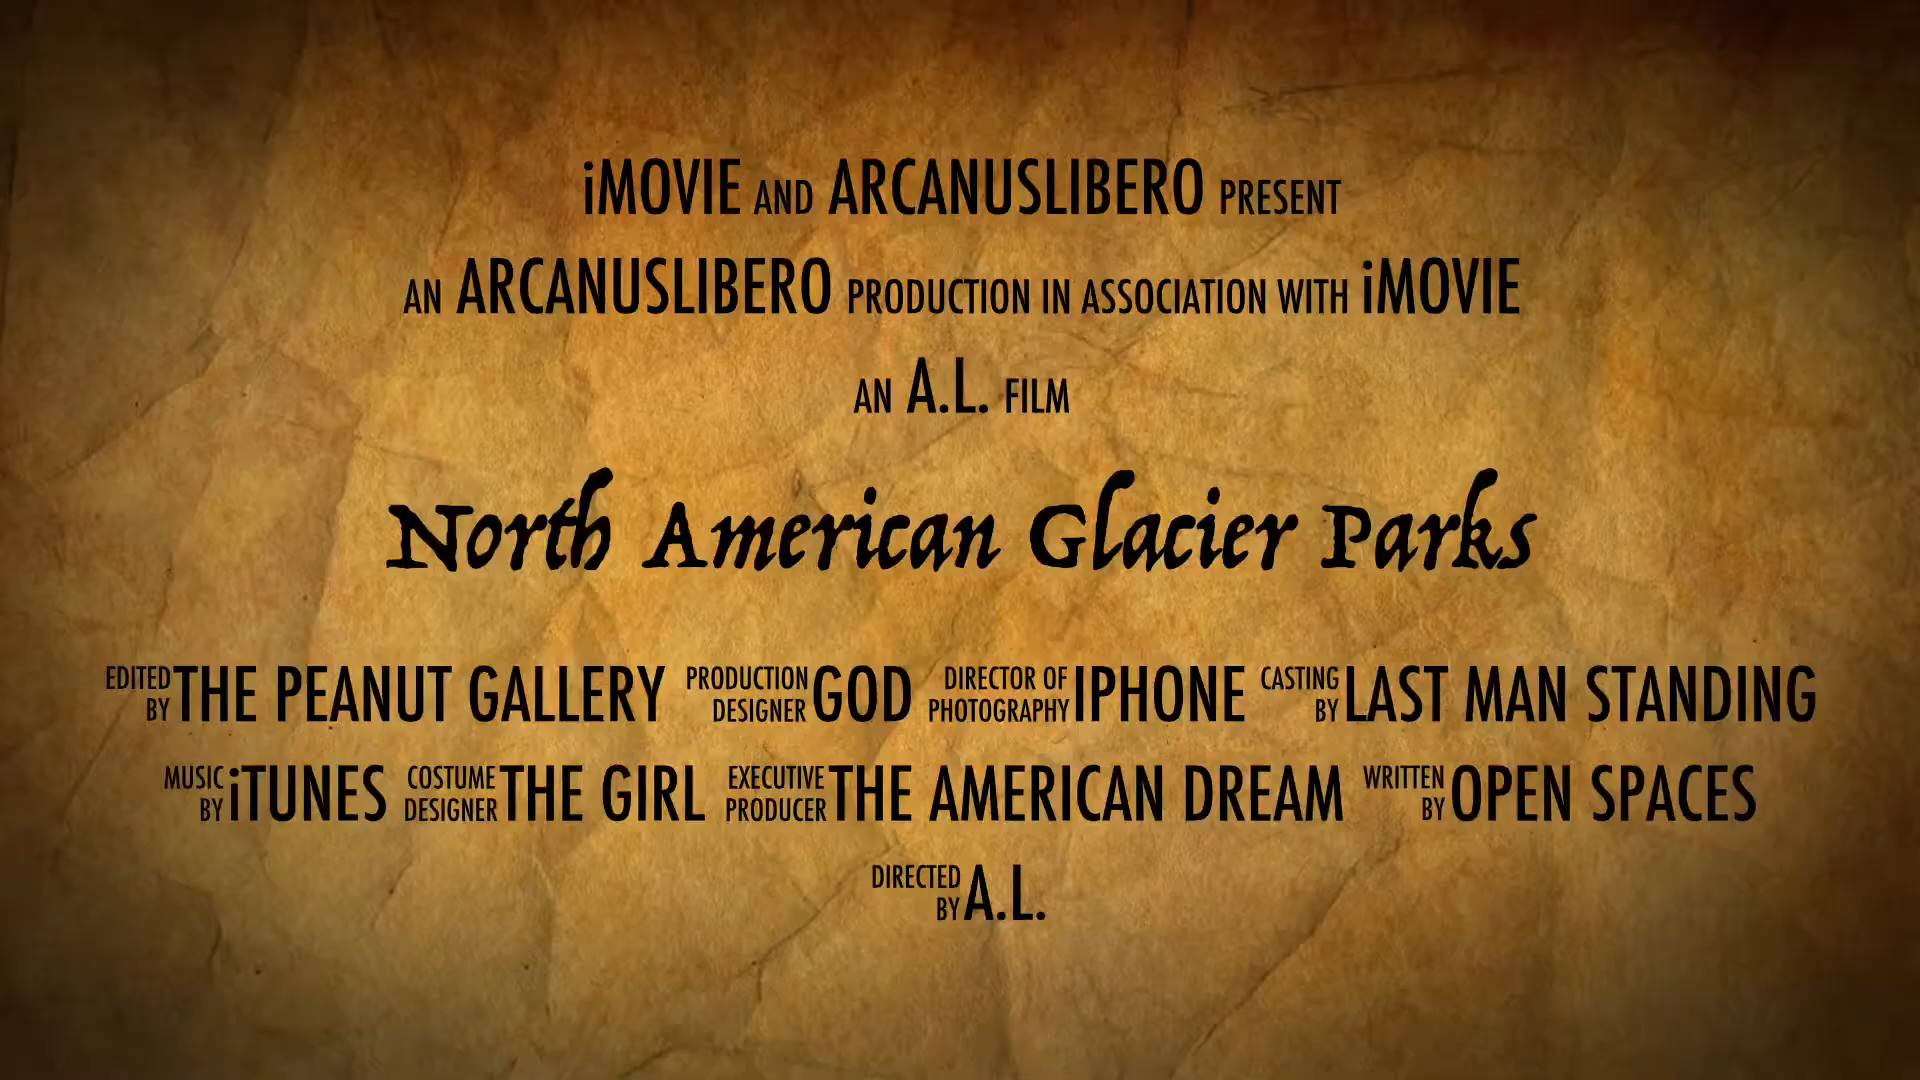 iMOVIE AND ARCANUSLIBERO PRESENT
AN ARCANUSLIBERO PRODUCTION IN ASSOCIATION WITH iMOVIE
AN A.L. FILM
North American Glacier Parks
EDITED BY THE PEANUT GALLERY PRODUCTION DESIGNER GOD DIRECTOR OF PHOTOGRAPHY IPHONE CASTING BY LAST MAN STANDING
MUSIC BY iTUNES COSTUME DESIGNER THE GIRL EXECUTIVE PRODUCER THE AMERICAN DREAM WRITTEN BY OPEN SPACES
DIRECTED BY A.L.